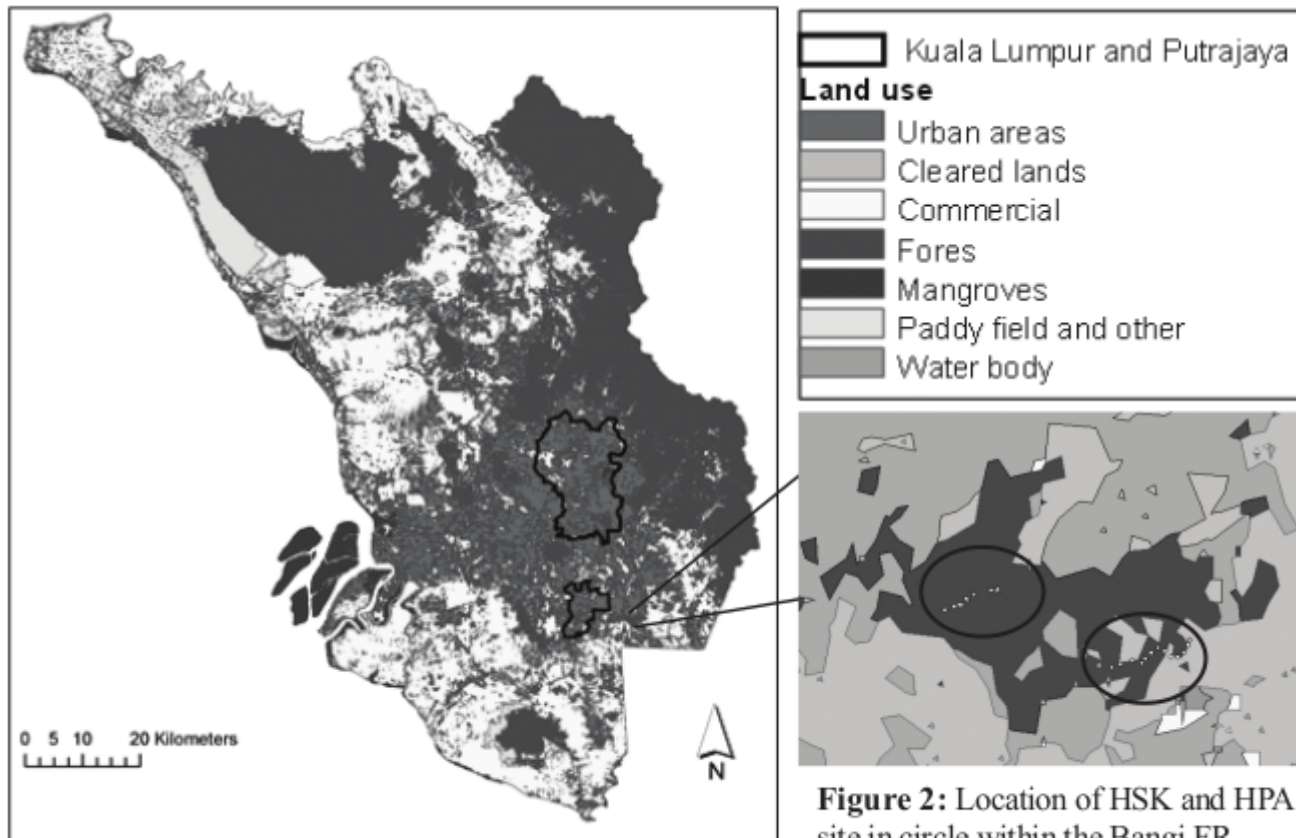 Kuala Lumpur and Putrajaya
Land use
Urban areas
Cleared lands
Commercial
Fores
Mangroves
Paddy field and other
Water body
0 5 10 20 Kilometers
N
Figure 2: Location of HSK and HPA
site in circle within the Bangi FR